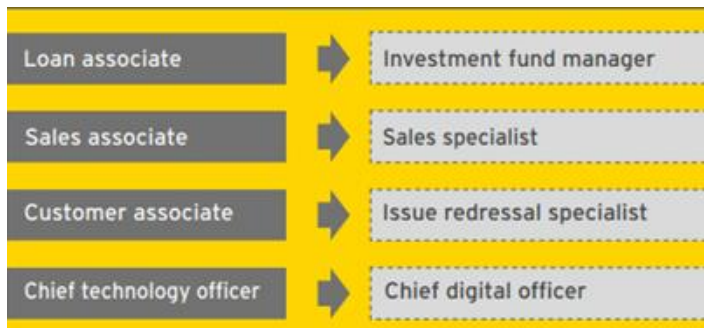 Loan associate
Investment fund manager
Sales associate
Sales specialist
Customer associate
Issue redressal specialist
Chief technology officer
Chief digital officer